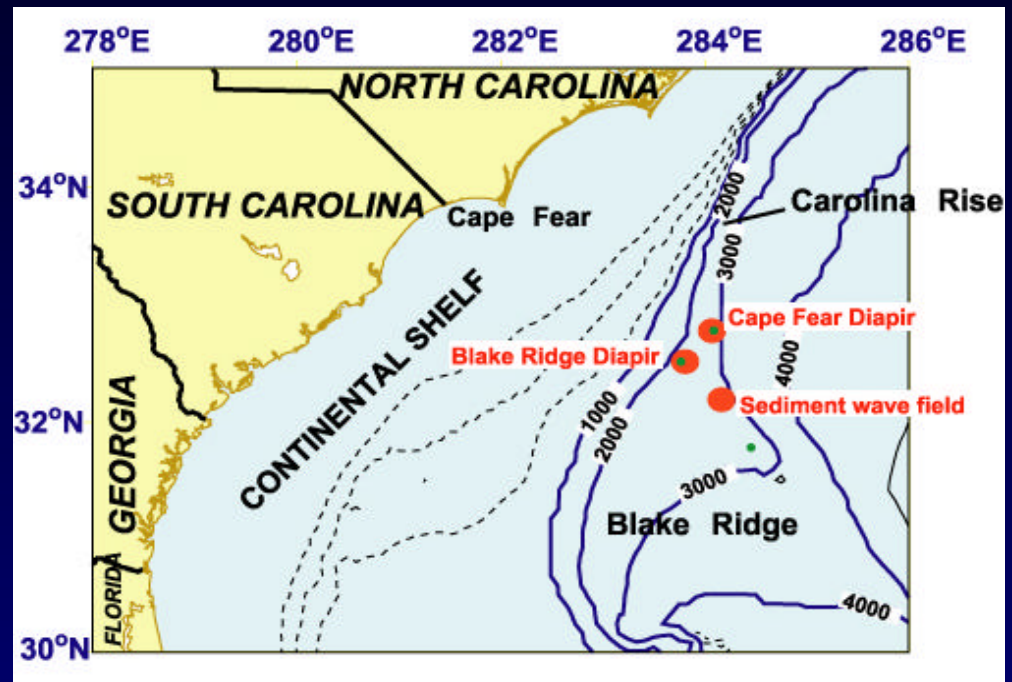 278°E 280°E 282°E 284°E 286°E
NORTH CAROLINA
34°N
SOUTH CAROLINA
Cape Fear
2000
Carolina Rise
3000
CONTINENTAL SHELF
Cape Fear Diapir
Blake Ridge Diapir
4000
Sediment wave field
32°N
1000
2000
GEORGIA
3000
Blake Ridge
FLORIDA
4000
30°N